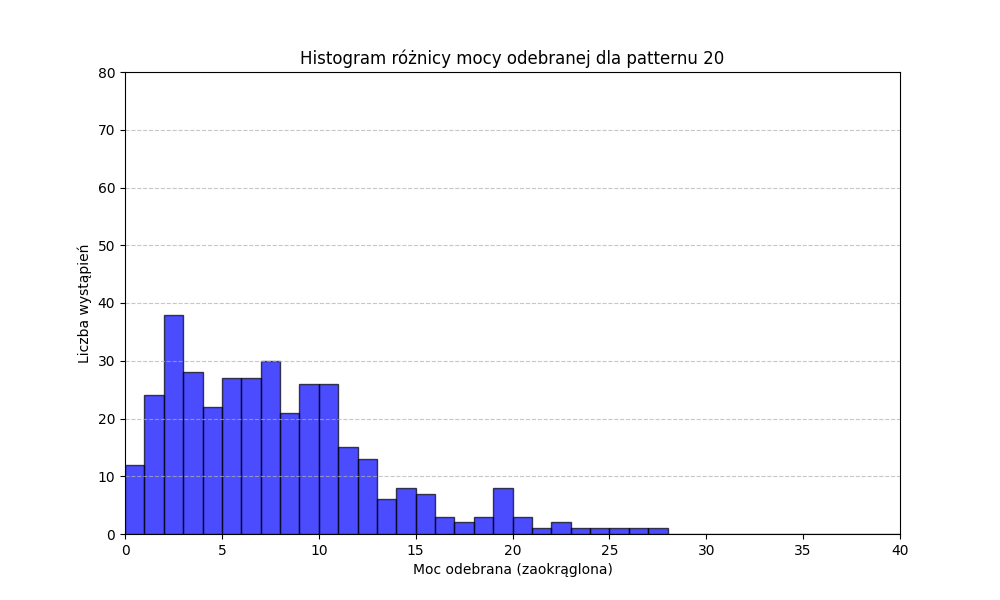 Histogram różnicy mocy odebranej dla patternu 20
80
70
60
50
40
30
20
10
0
Liczba wystąpień
0 5 10 15 20 25 30 35 40
Moc odebrana (zaokrąglona)